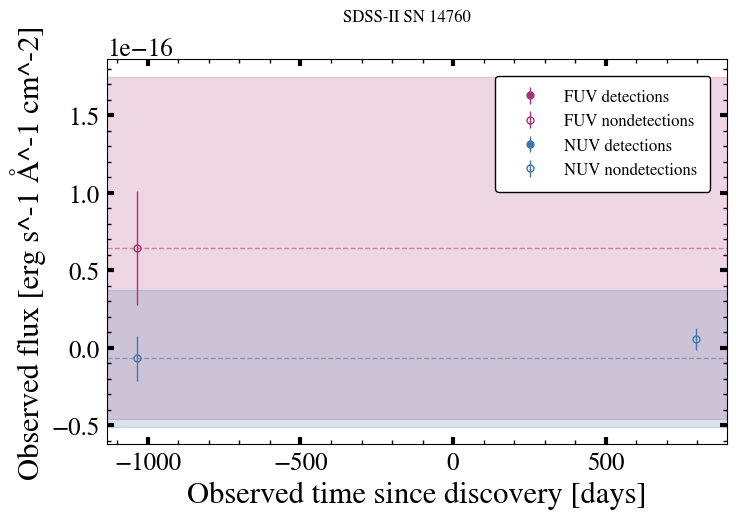 SDSS-II SN 14760
1e−16
Observed flux [erg s^-1 Å^-1 cm^-2]
1.5
1.0
0.5
0.0
−0.5
FUV detections
FUV nondetections
NUV detections
NUV nondetections
−1000 −500 0 500
Observed time since discovery [days]